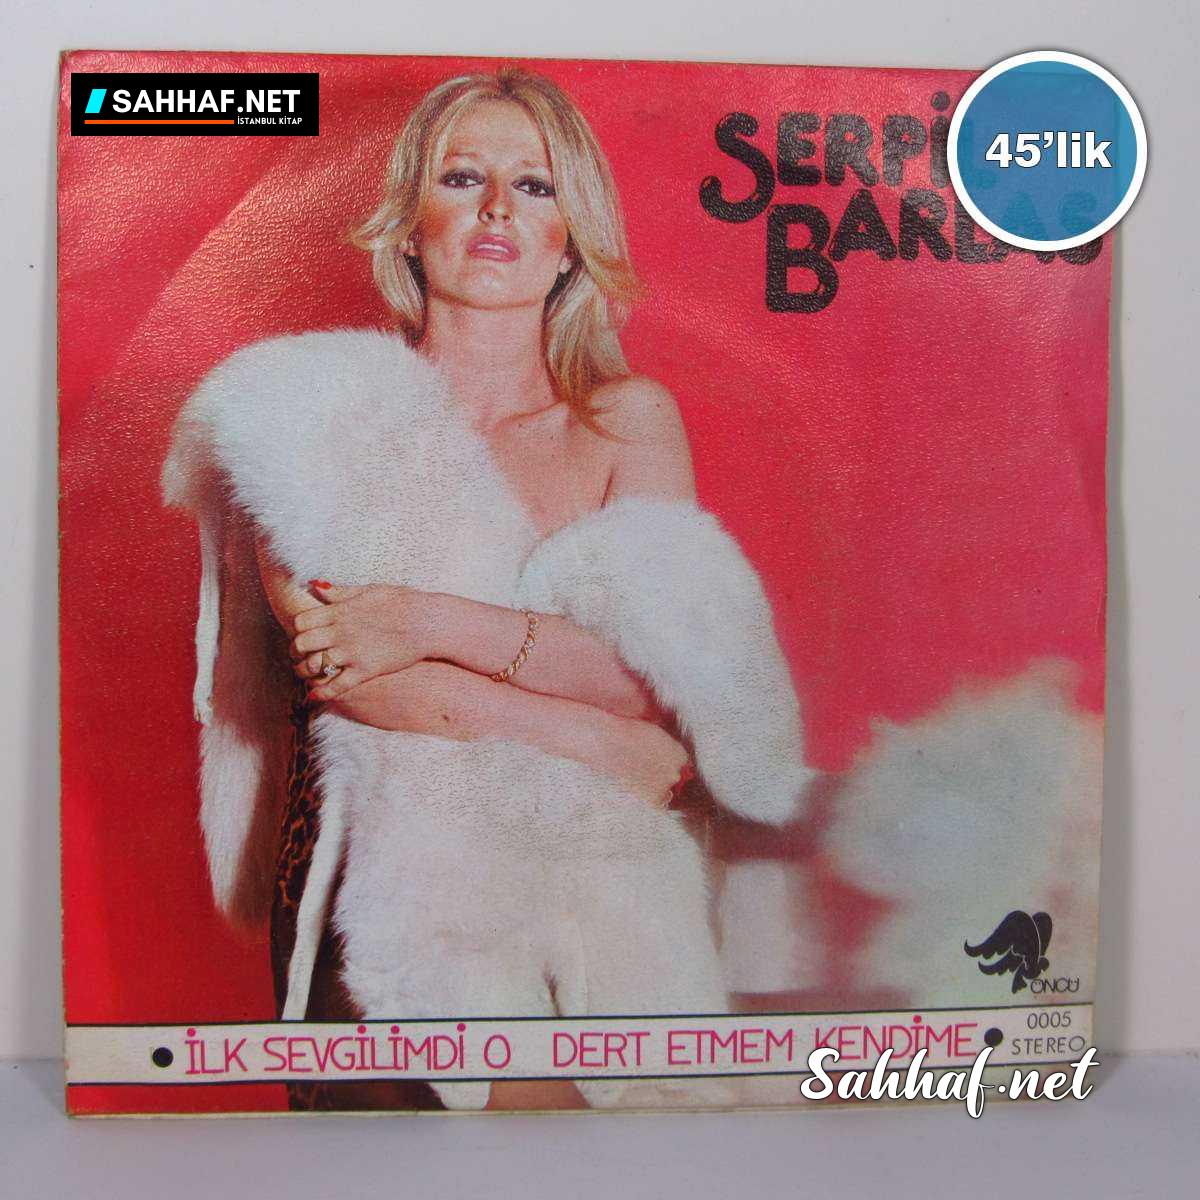 SAHHAF.NET
İSTANBUL KİTAP
SERPİL
BARLAS
45'lik
ÖNCÜ
İLK SEVGİLİMDİ O DERT ETMEM KENDİME
0005
STEREO
Sahhaf.net